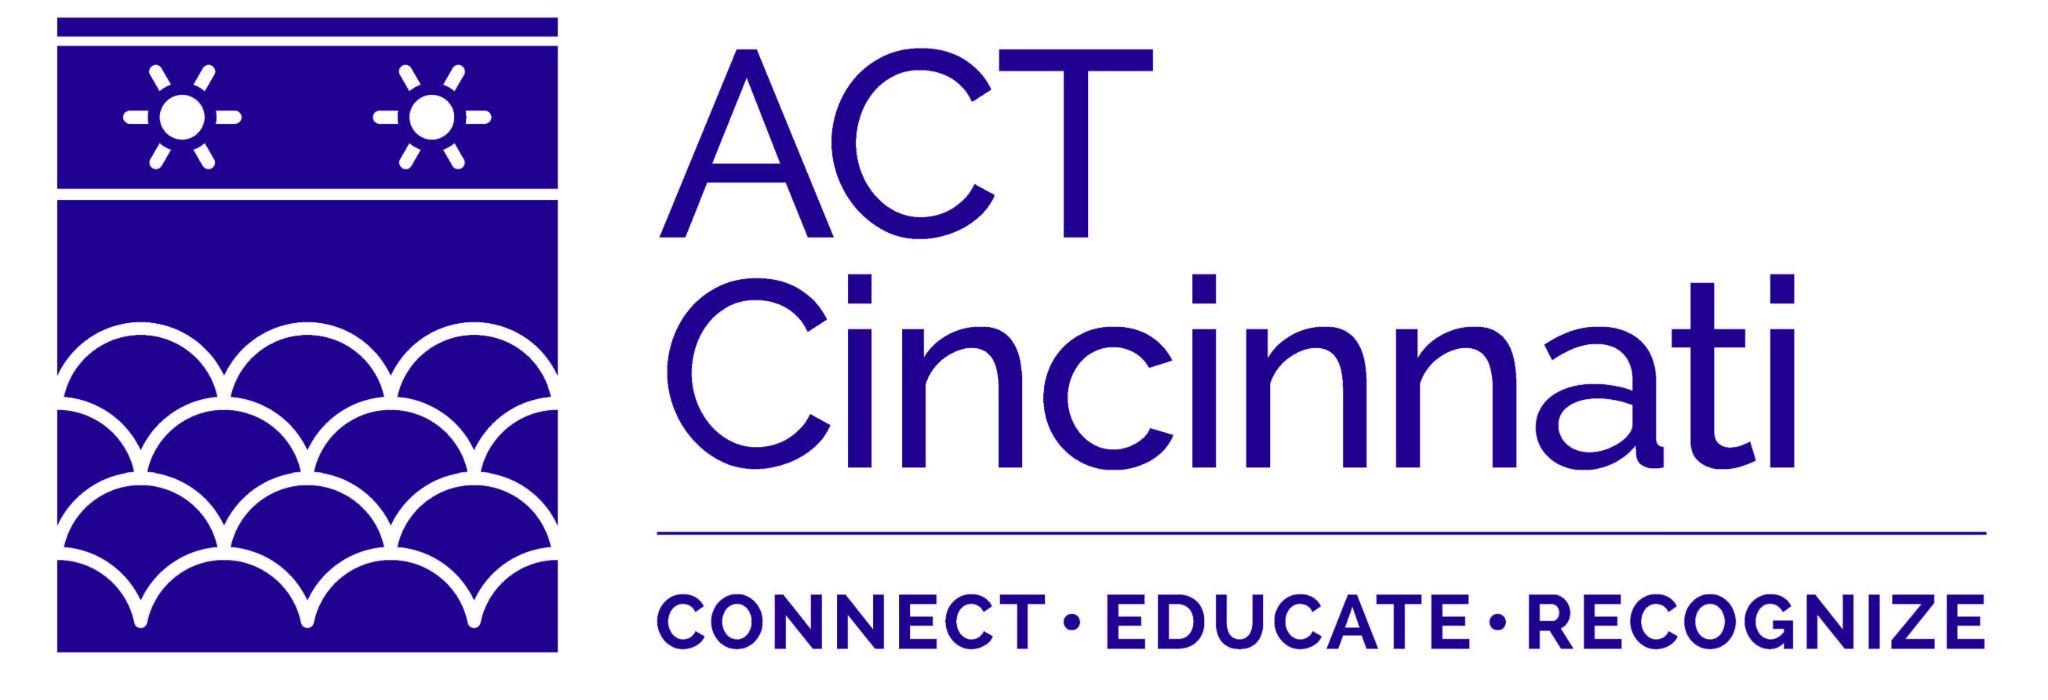 ACT
Cincinnati
CONNECT • EDUCATE • RECOGNIZE